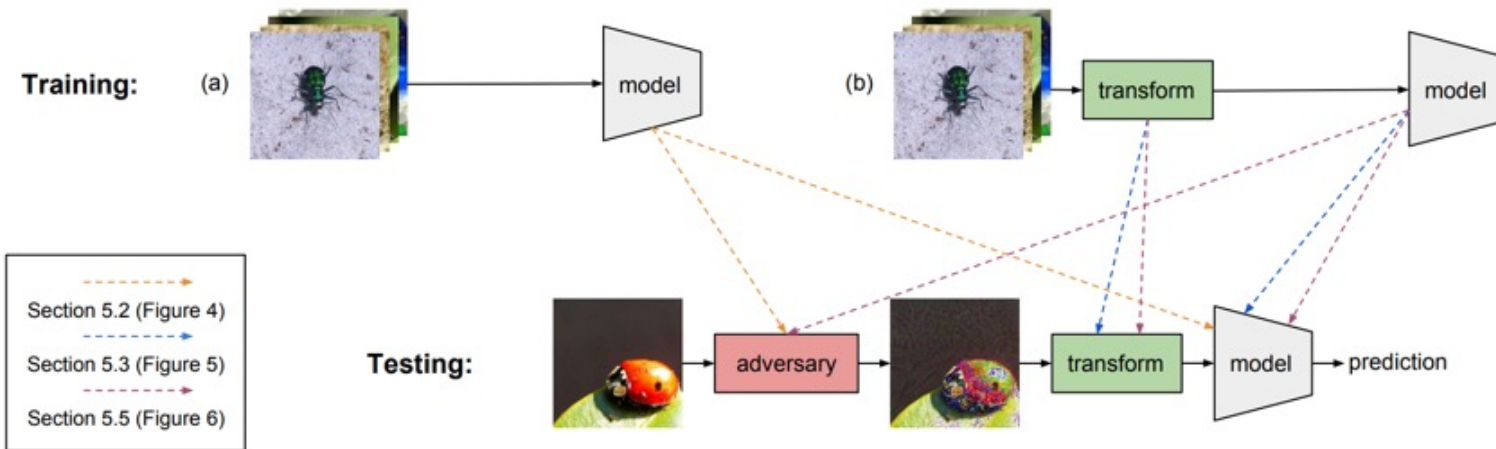 Training:
(a)
model
(b)
transform
model
Section 5.2 (Figure 4)
Section 5.3 (Figure 5)
Section 5.5 (Figure 6)
Testing:
adversary
transform
model
prediction